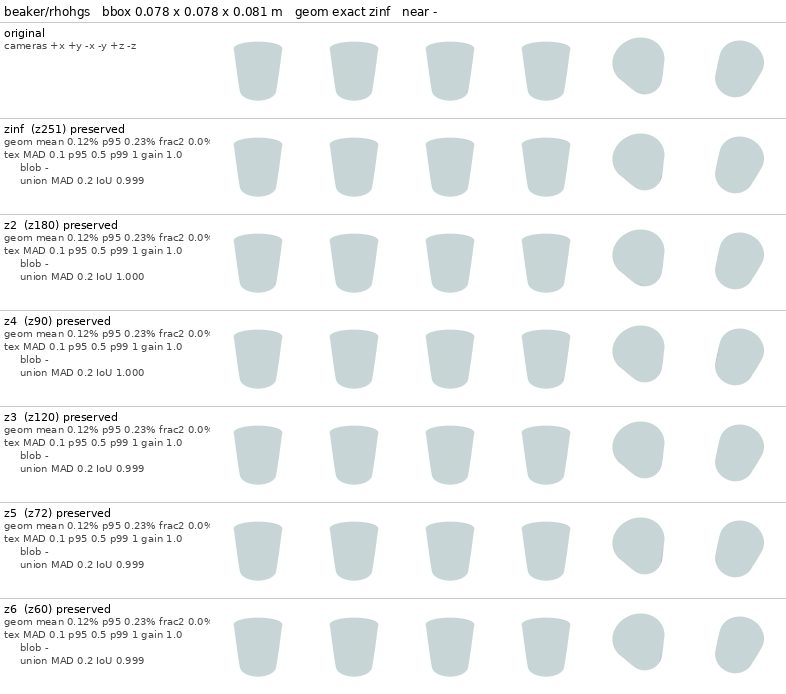 beaker/rhohgs   bbox 0.078 x 0.078 x 0.081 m   geom exact zinf   near -
original
cameras +x +y -x -y +z -z
zinf  (z251) preserved
geom mean 0.12% p95 0.23% frac2 0.0%
tex MAD 0.1 p95 0.5 p99 1 gain 1.0
blob -
union MAD 0.2 IoU 0.999
z2  (z180) preserved
geom mean 0.12% p95 0.23% frac2 0.0%
tex MAD 0.1 p95 0.5 p99 1 gain 1.0
blob -
union MAD 0.2 IoU 1.000
z4  (z90) preserved
geom mean 0.12% p95 0.23% frac2 0.0%
tex MAD 0.1 p95 0.5 p99 1 gain 1.0
blob -
union MAD 0.2 IoU 1.000
z3  (z120) preserved
geom mean 0.12% p95 0.23% frac2 0.0%
tex MAD 0.1 p95 0.5 p99 1 gain 1.0
blob -
union MAD 0.2 IoU 0.999
z5  (z72) preserved
geom mean 0.12% p95 0.23% frac2 0.0%
tex MAD 0.1 p95 0.5 p99 1 gain 1.0
blob -
union MAD 0.2 IoU 0.999
z6  (z60) preserved
geom mean 0.12% p95 0.23% frac2 0.0%
tex MAD 0.1 p95 0.5 p99 1 gain 1.0
blob -
union MAD 0.2 IoU 0.999